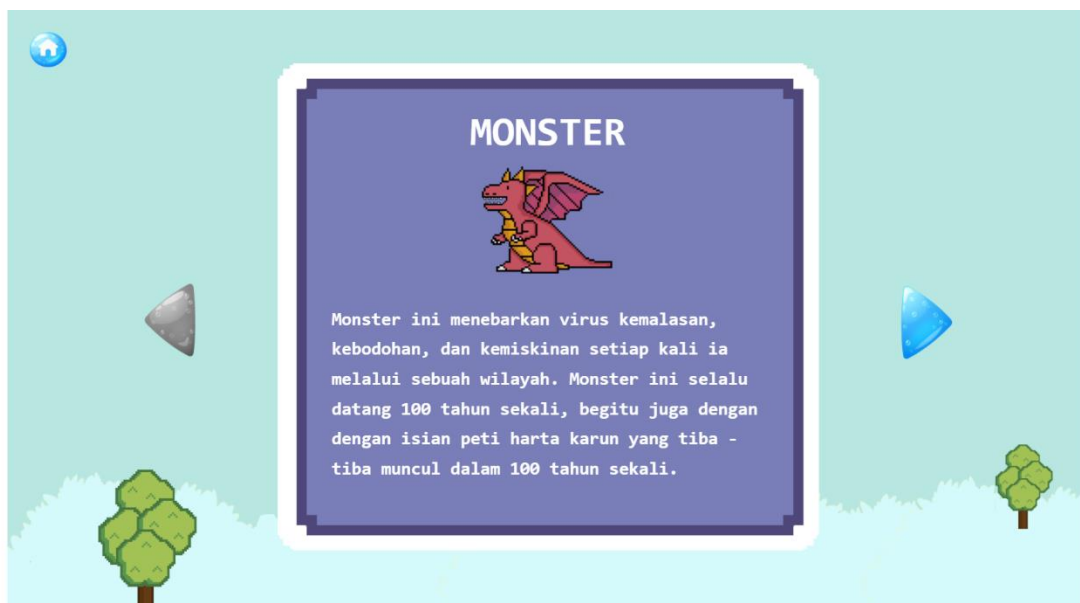 MONSTER
Monster ini menebarkan virus kemalasan,
kebodohan, dan kemiskinan setiap kali ia
melalui sebuah wilayah. Monster ini selalu
datang 100 tahun sekali, begitu juga dengan
dengan isian peti harta karun yang tiba -
tiba muncul dalam 100 tahun sekali.